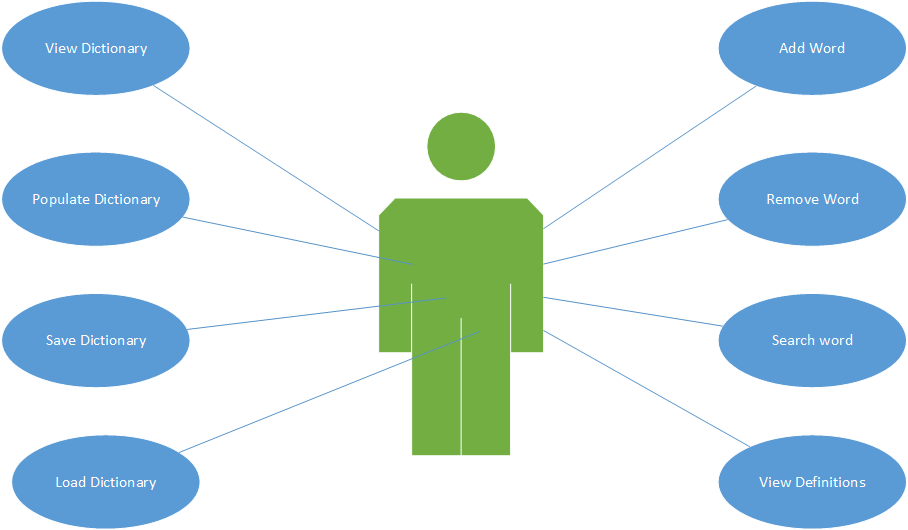 View Dictionary
Add Word
Populate Dictionary
Remove Word
Save Dictionary
Search word
Load Dictionary
View Definitions